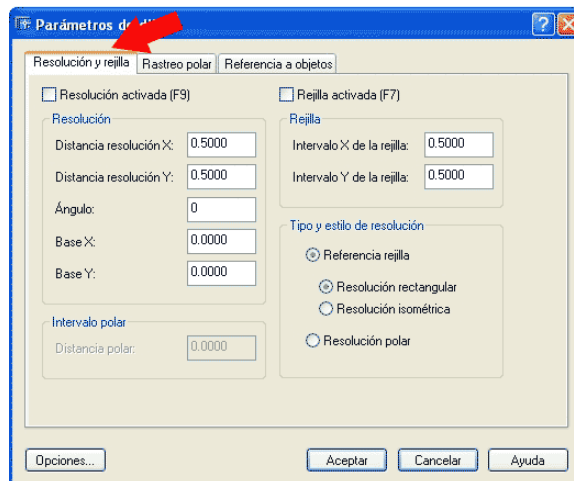 Parámetros de
Resolución y rejilla
Rastreo polar
Referencia a objetos
Resolución activada (F9)
Resolución
Distancia resolución X: 0.5000
Distancia resolución Y: 0.5000
Ángulo: 0
Base X: 0.0000
Base Y: 0.0000
Intervalo polar
Distancia polar: 0.0000
Rejilla activada (F7)
Rejilla
Intervalo X de la rejilla: 0.5000
Intervalo Y de la rejilla: 0.5000
Tipo y estilo de resolución
Referencia rejilla
Resolución rectangular
Resolución isométrica
Resolución polar
Opciones...
Aceptar
Cancelar
Ayuda